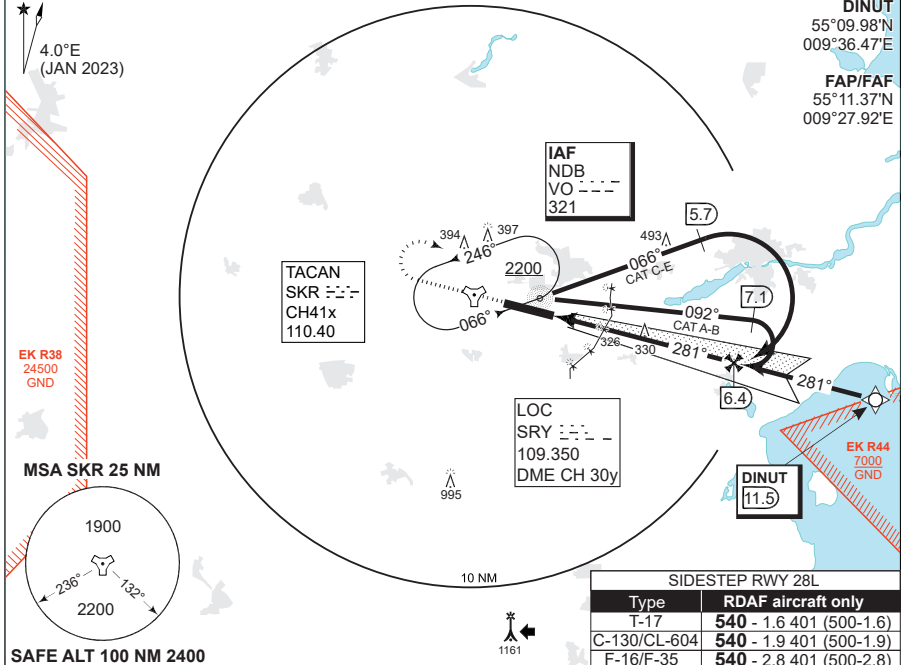 4.0°E
(JAN 2023)
DINUT
55°09.98'N
009°36.47'E
FAP/FAF
55°11.37'N
009°27.92'E
IAF
NDB
VO
321
5.7
493
394
397
246°
2200
066°
CAT C-E
TACAN
SKR
CH41x
110.40
066°
7.1
092°
CAT A-B
326
330
281°
281°
6.4
EK R38
24500
GND
LOC
SRY
109.350
DME CH 30y
EK R44
7000
GND
DINUT
11.5
MSA SKR 25 NM
1900
236°
132°
2200
995
10 NM
1161
SAFE ALT 100 NM 2400
SIDESTEP RWY 28L
Type RDAF aircraft only
T-17 540 - 1.6 401 (500-1.6)
C-130/CL-604 540 - 1.9 401 (500-1.9)
F-16/F-35 540 - 2.8 401 (500-2.8)